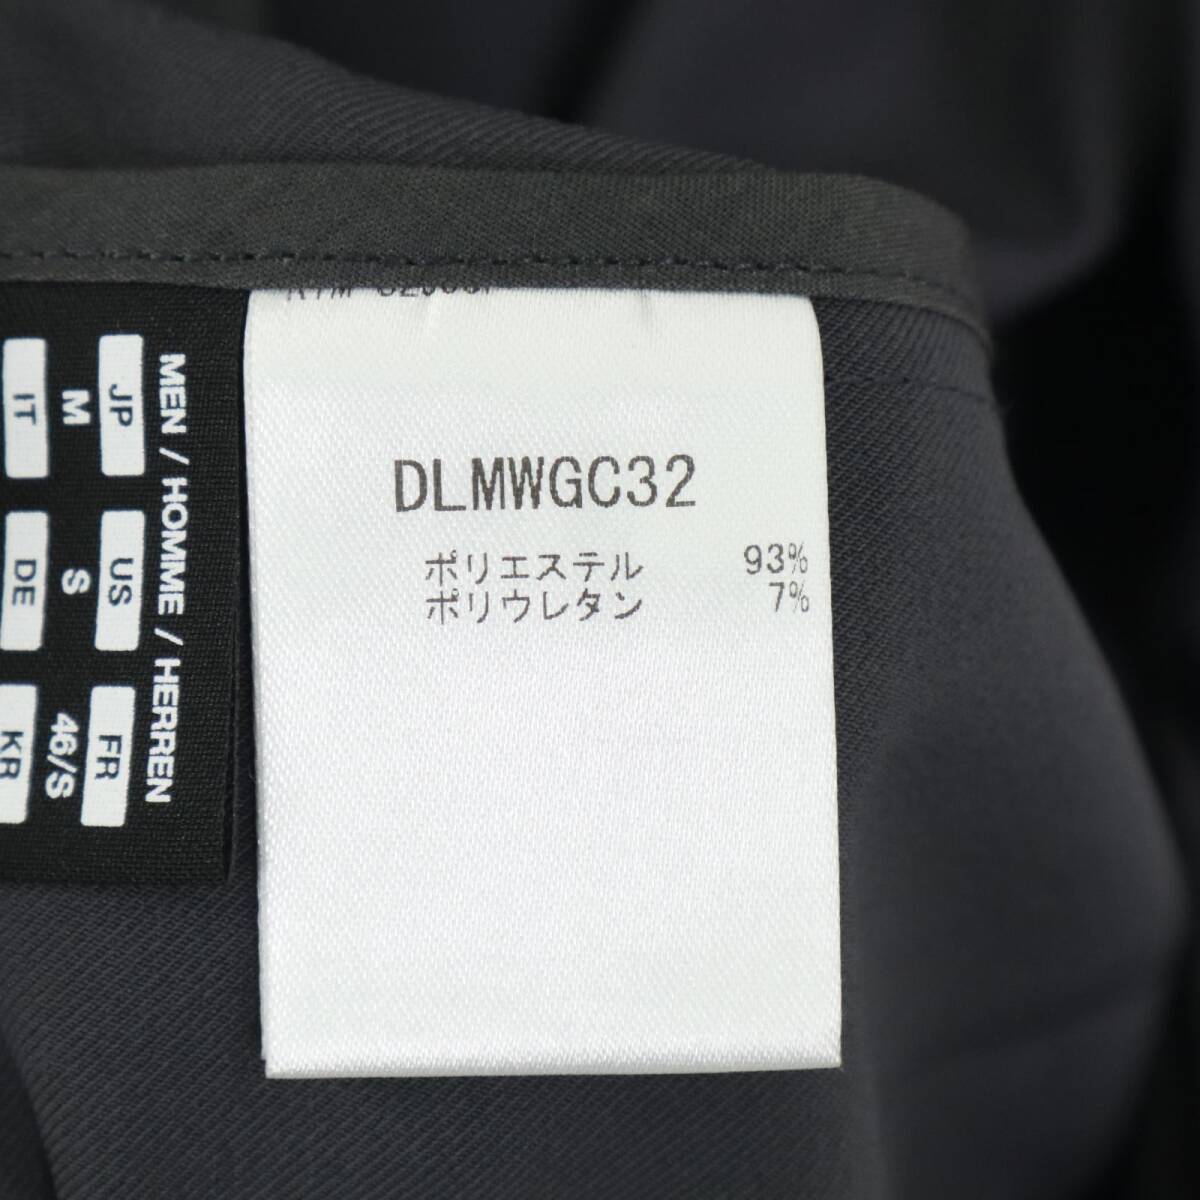 MEN / HOMME / HERREN
JP US FR
M S 46/S
IT DE KR
DLMWGC32
ポリエステル 93%
ポリウレタン 7%